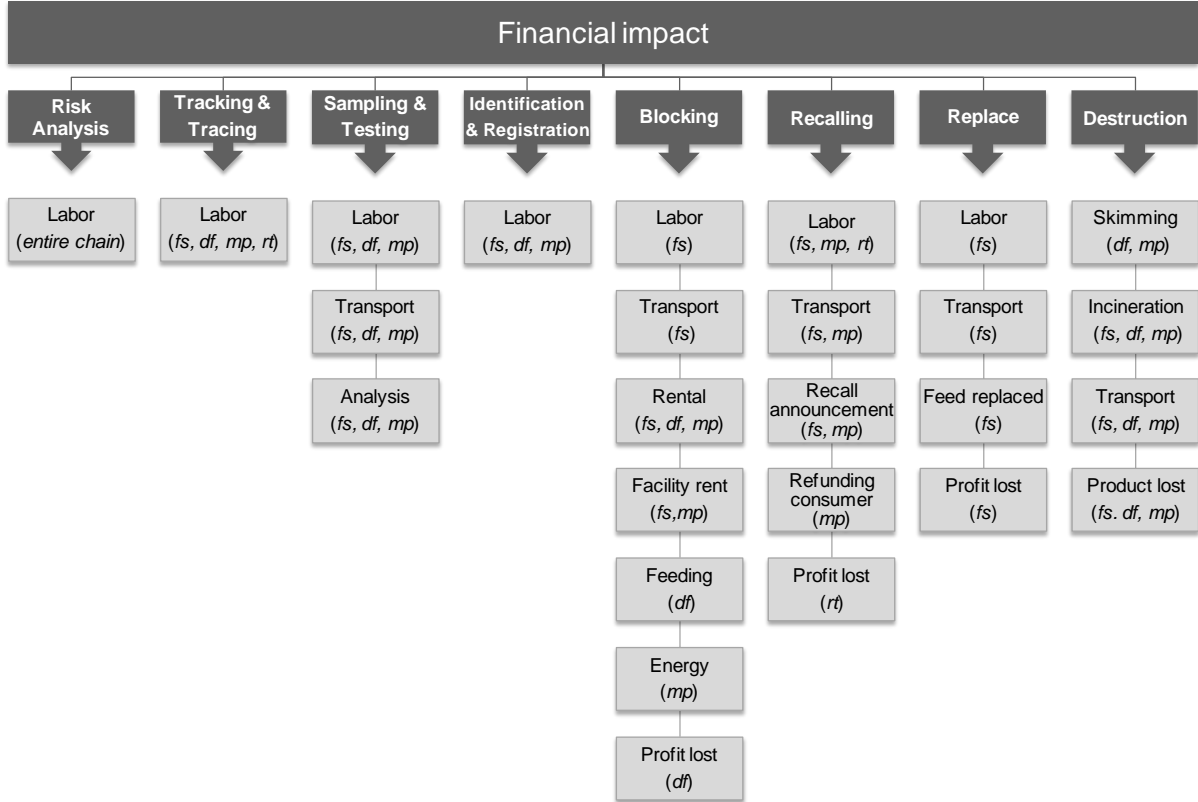 Financial impact
Risk
Analysis
Tracking &
Tracing
Sampling &
Testing
Identification
& Registration
Blocking
Recalling
Replace
Destruction
Labor
(entire chain)
Labor
(fs, df, mp, rt)
Labor
(fs, df, mp)
Transport
(fs, df, mp)
Analysis
(fs, df, mp)
Labor
(fs, df, mp)
Labor
(fs)
Transport
(fs)
Rental
(fs, df, mp)
Facility rent
(fs,mp)
Feeding
(df)
Energy
(mp)
Profit lost
(df)
Labor
(fs, mp, rt)
Transport
(fs, mp)
Recall
announcement
(fs, mp)
Refunding
consumer
(mp)
Profit lost
(rt)
Labor
(fs)
Transport
(fs)
Feed replaced
(fs)
Profit lost
(fs)
Skimming
(df, mp)
Incineration
(fs, df, mp)
Transport
(fs, df, mp)
Product lost
(fs. df, mp)